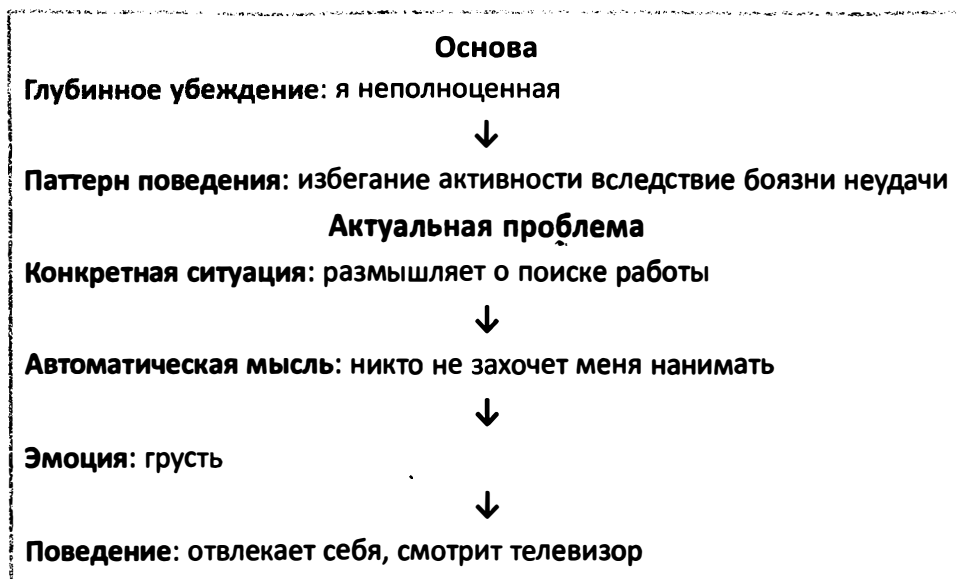 Основа
Глубинное убеждение: я неполноценная
↓
Паттерн поведения: избегание активности вследствие боязни неудачи
Актуальная проблема
Конкретная ситуация: размышляет о поиске работы
↓
Автоматическая мысль: никто не захочет меня нанимать
↓
Эмоция: грусть
↓
Поведение: отвлекает себя, смотрит телевизор